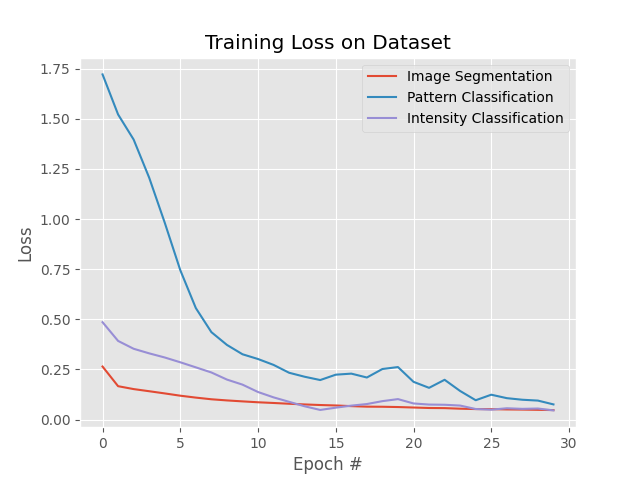 Training Loss on Dataset
Image Segmentation
Pattern Classification
Intensity Classification
1.75
1.50
1.25
1.00
0.75
0.50
0.25
0.00
Loss
0 5 10 15 20 25 30
Epoch #